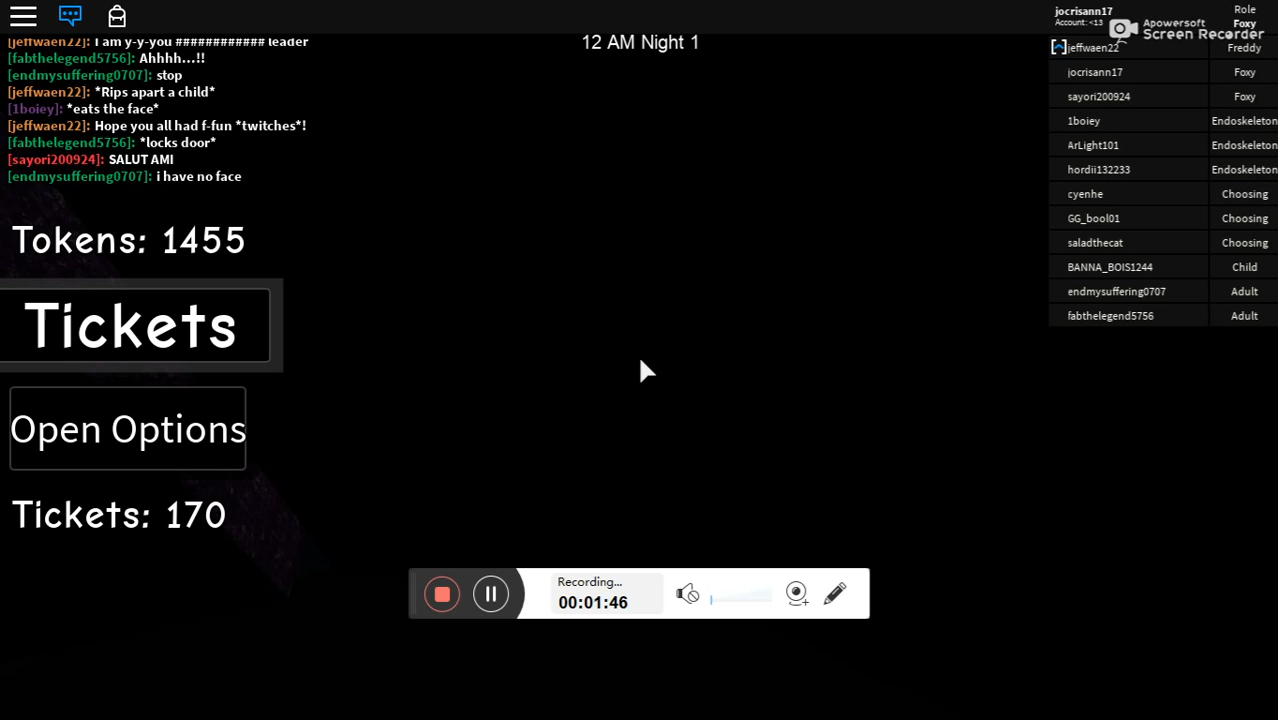 jocrisann17
Account: <13
Role
Foxy
Apowersoft
Screen Recorder
12 AM Night 1
[jeffwaen22]: I am y-y-you ############ leader
[fabthelegend5756]: Ahhhh...!!
[endmysuffering0707]: stop
[jeffwaen22]: *Rips apart a child*
[1boiey]: *eats the face*
[jeffwaen22]: Hope you all had f-fun *twitches*!
[fabthelegend5756]: *locks door*
[sayori200924]: SALUT AMI
[endmysuffering0707]: i have no face
jeffwaen22 Freddy
jocrisann17 Foxy
sayori200924 Foxy
1boiey Endoskeleton
ArLight101 Endoskeleton
hordii132233 Endoskeleton
cyenhe Choosing
GG_bool01 Choosing
saladthecat Choosing
BANNA_BOIS1244 Child
endmysuffering0707 Adult
fabthelegend5756 Adult
Tokens: 1455
Tickets
Open Options
Tickets: 170
Recording...
00:01:46